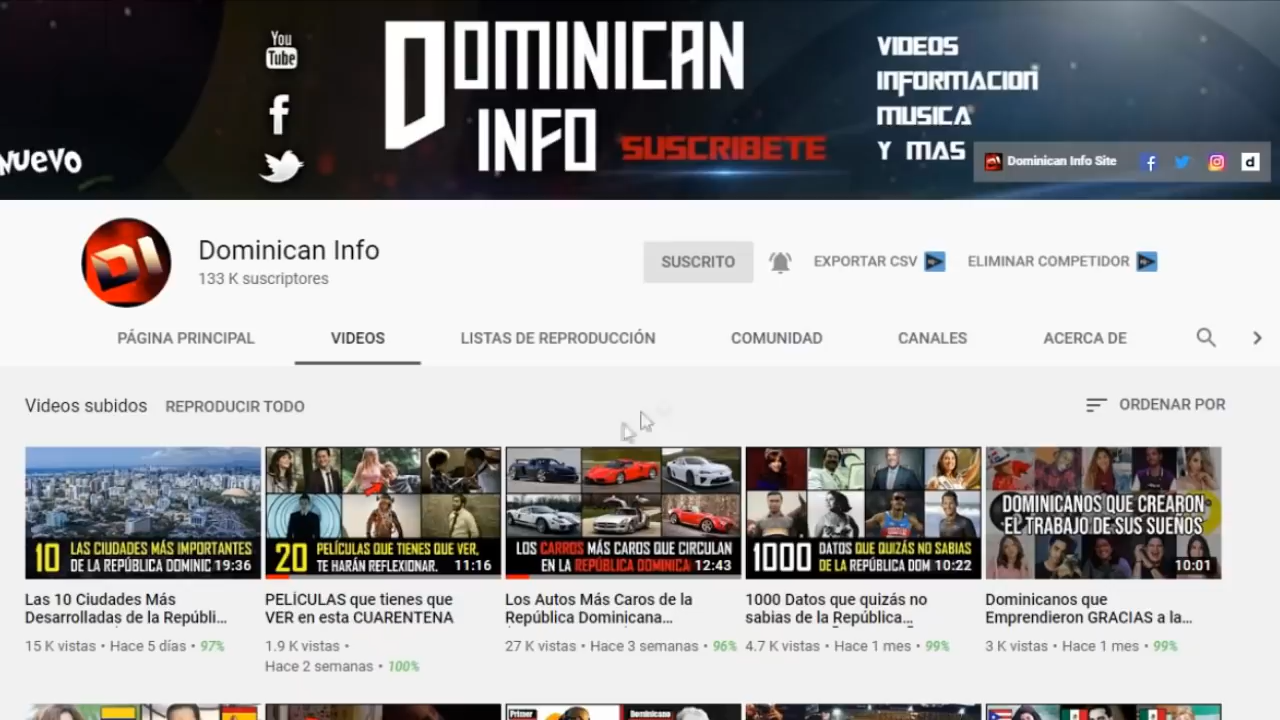 You
Tube
DOMINICAN
INFO
SUSCRIBETE
VIDEOS
INFORMACION
MUSICA
Y MAS
NUEVO
Dominican Info Site
Dominican Info
133 K suscriptores
SUSCRITO
EXPORTAR CSV
ELIMINAR COMPETIDOR
PÁGINA PRINCIPAL
VIDEOS
LISTAS DE REPRODUCCIÓN
COMUNIDAD
CANALES
ACERCA DE
Videos subidos
REPRODUCIR TODO
ORDENAR POR
10 LAS CIUDADES MÁS IMPORTANTES
DE LA REPÚBLICA DOMINIC 19:36
20 PELÍCULAS QUE TIENES QUE VER,
TE HARÁN REFLEXIONAR. 11:16
LOS CARROS MÁS CAROS QUE CIRCULAN
EN LA REPÚBLICA DOMINICA 12:43
1000 DATOS QUE QUIZÁS NO SABIAS
DE LA REPÚBLICA DOM 10:22
DOMINICANOS QUE CREARON
EL TRABAJO DE SUS SUEÑOS
10:01
Las 10 Ciudades Más
Desarrolladas de la Repúbli...
15 K vistas • Hace 5 días • 97%
PELÍCULAS que tienes que
VER en esta CUARENTENA
1.9 K vistas •
Hace 2 semanas • 100%
Los Autos Más Caros de la
República Dominicana...
27 K vistas • Hace 3 semanas • 96%
1000 Datos que quizás no
sabias de la República...
4.7 K vistas • Hace 1 mes • 99%
Dominicanos que
Emprendieron GRACIAS a la...
3 K vistas • Hace 1 mes • 99%
Primer
Dominicano